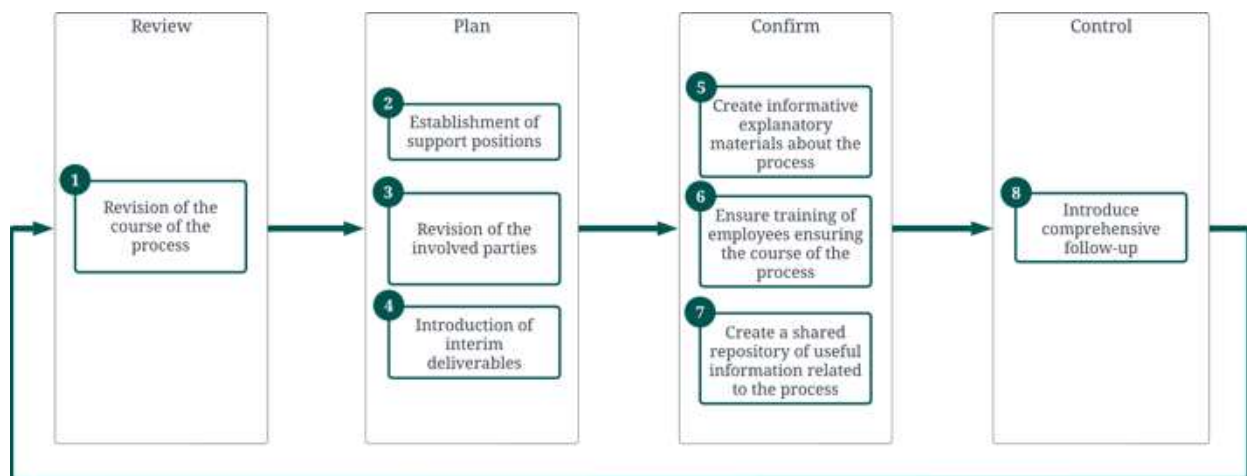 Review
1
Revision of the
course of the
process
Plan
2
Establishment of
support positions
3
Revision of the
involved parties
4
Introduction of
interim
deliverables
Confirm
5
Create informative
explanatory
materials about the
process
6
Ensure training of
employees ensuring
the course of the
process
7
Create a shared
repository of useful
information related
to the process
Control
8
Introduce
comprehensive
follow-up